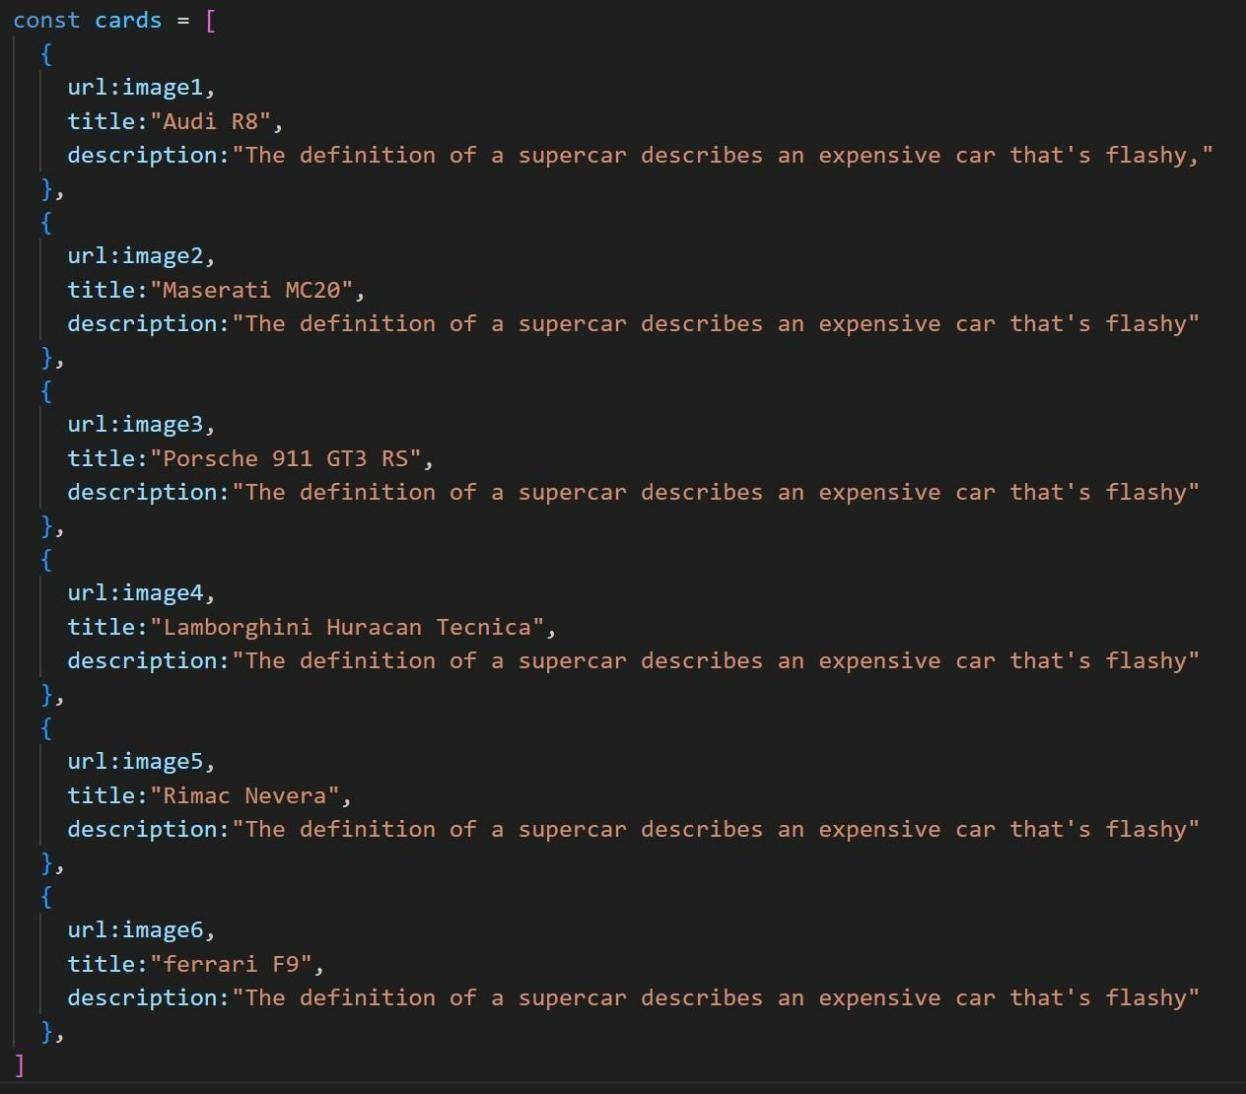 const cards = [
  {
    url:image1,
    title:"Audi R8",
    description:"The definition of a supercar describes an expensive car that's flashy,"
  },
  {
    url:image2,
    title:"Maserati MC20",
    description:"The definition of a supercar describes an expensive car that's flashy"
  },
  {
    url:image3,
    title:"Porsche 911 GT3 RS",
    description:"The definition of a supercar describes an expensive car that's flashy"
  },
  {
    url:image4,
    title:"Lamborghini Huracan Tecnica",
    description:"The definition of a supercar describes an expensive car that's flashy"
  },
  {
    url:image5,
    title:"Rimac Nevera",
    description:"The definition of a supercar describes an expensive car that's flashy"
  },
  {
    url:image6,
    title:"ferrari F9",
    description:"The definition of a supercar describes an expensive car that's flashy"
  },
]